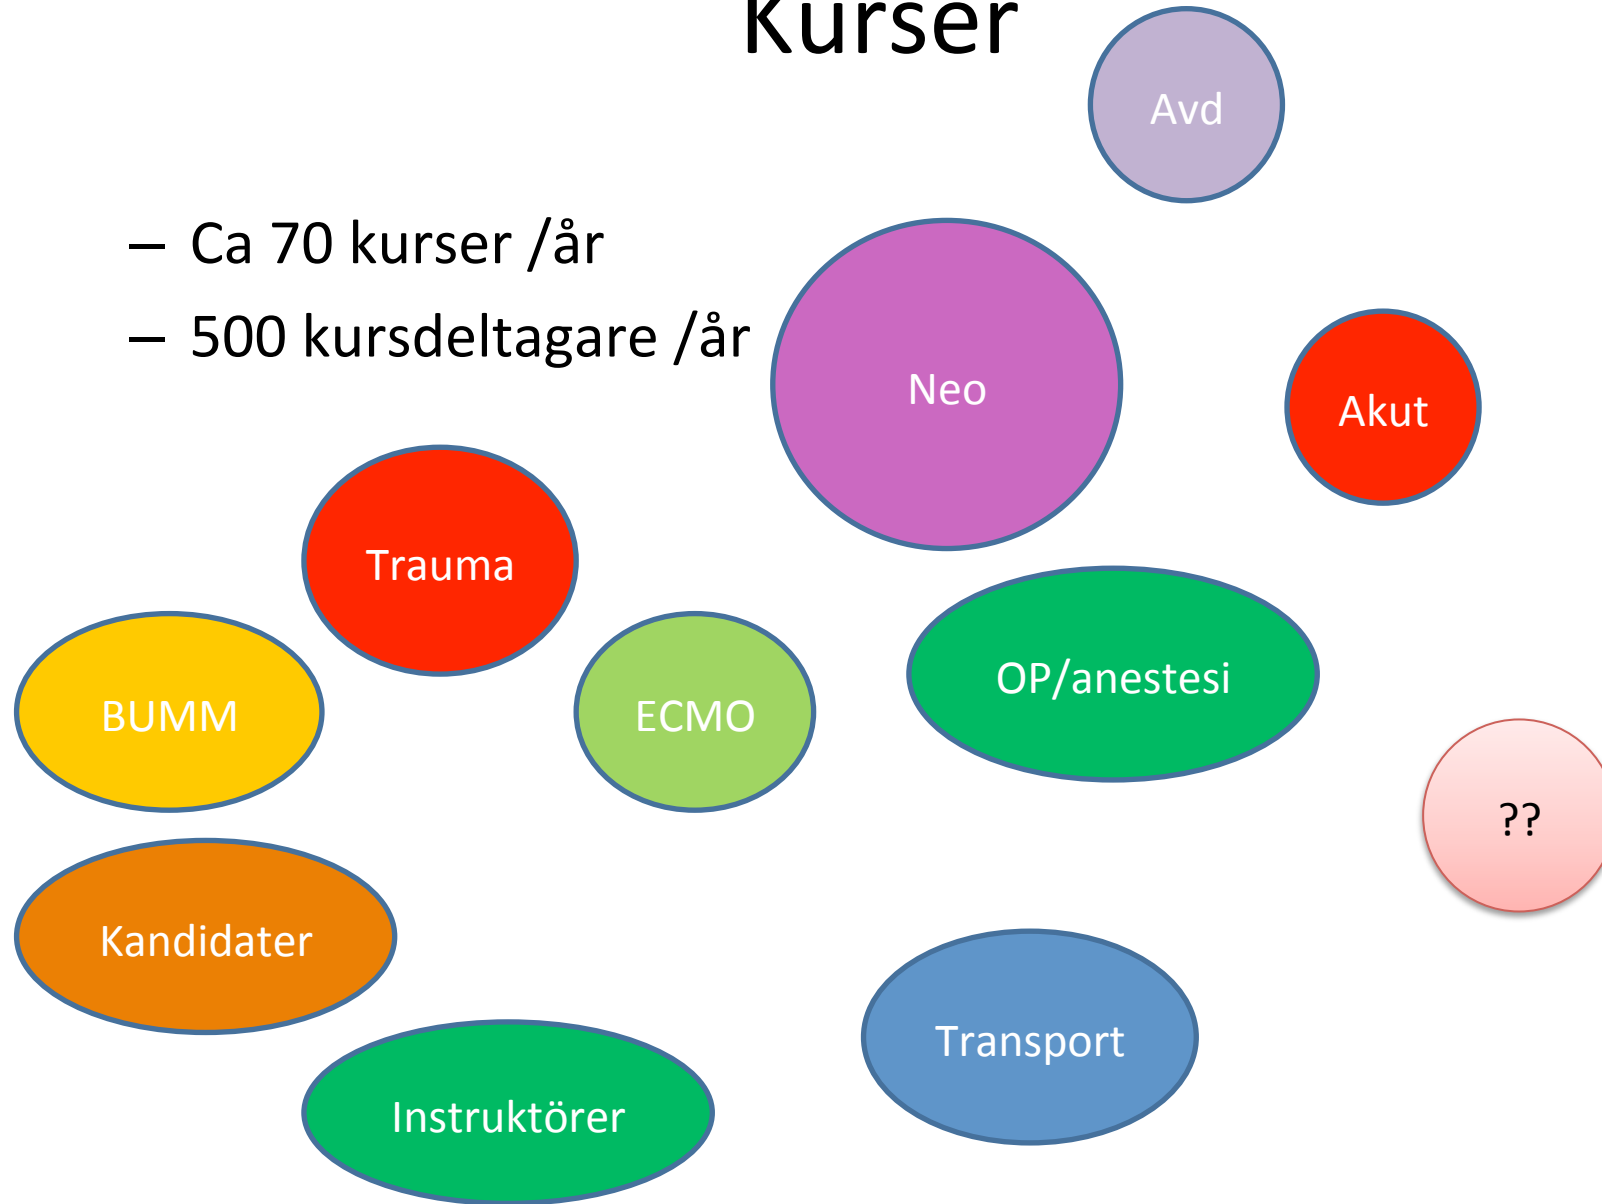 Kurser
Avd
– Ca 70 kurser /år
– 500 kursdeltagare /år
Neo
Akut
Trauma
OP/anestesi
BUMM
ECMO
??
Kandidater
Transport
Instruktörer